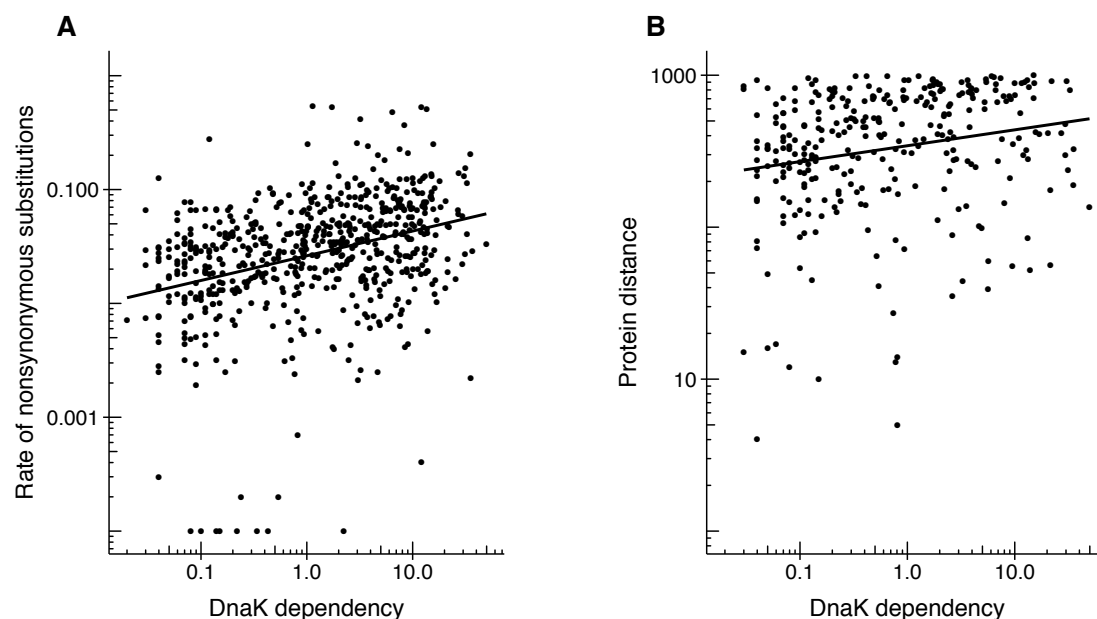 A
Rate of nonsynonymous substitutions
0.100
0.001
0.1 1.0 10.0
DnaK dependency
B
Protein distance
1000
10
0.1 1.0 10.0
DnaK dependency